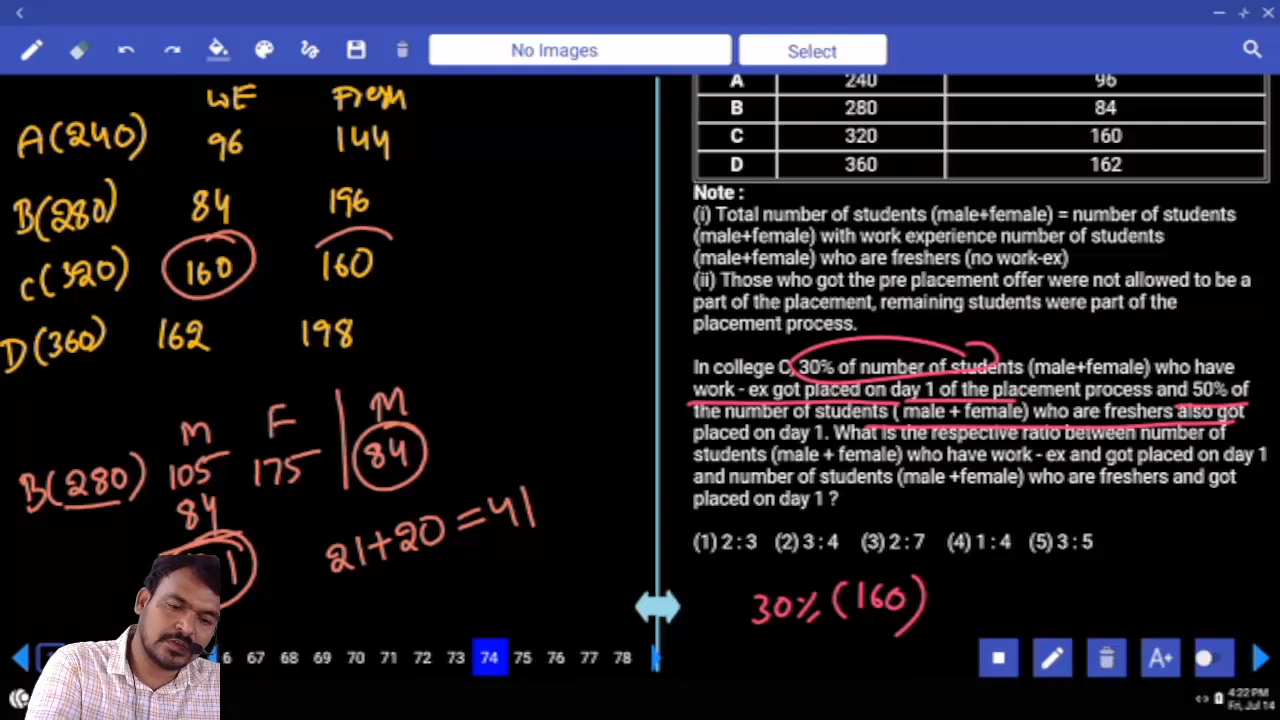 No Images
Select
WE Fresh
A(240) 96 144
B(280) 84 196
C(320) 160 160
D(360) 162 198
M F M
B(280) 105 175 84
84
21+20=41
A 240 96
B 280 84
C 320 160
D 360 162
Note :
(i) Total number of students (male+female) = number of students
(male+female) with work experience number of students
(male+female) who are freshers (no work-ex)
(ii) Those who got the pre placement offer were not allowed to be a
part of the placement, remaining students were part of the
placement process.
In college C, 30% of number of students (male+female) who have
work - ex got placed on day 1 of the placement process and 50% of
the number of students ( male + female) who are freshers also got
placed on day 1. What is the respective ratio between number of
students (male + female) who have work - ex and got placed on day 1
and number of students (male +female) who are freshers and got
placed on day 1 ?
(1) 2 : 3 (2) 3 : 4 (3) 2 : 7 (4) 1 : 4 (5) 3 : 5
30% (160)
6 67 68 69 70 71 72 73 74 75 76 77 78
A+
4:22 PM
Fri, Jul 14